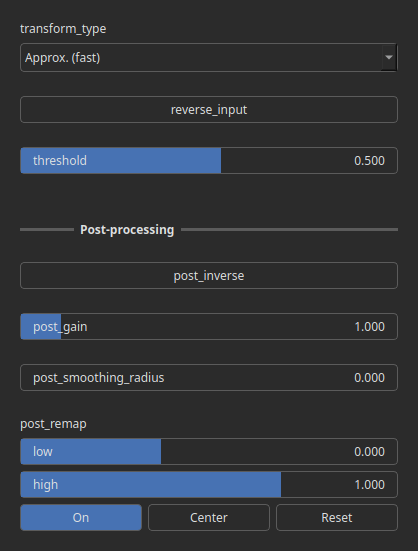 transform_type
Approx. (fast)
reverse_input
threshold 0.500
Post-processing
post_inverse
post_gain 1.000
post_smoothing_radius 0.000
post_remap
low 0.000
high 1.000
On Center Reset